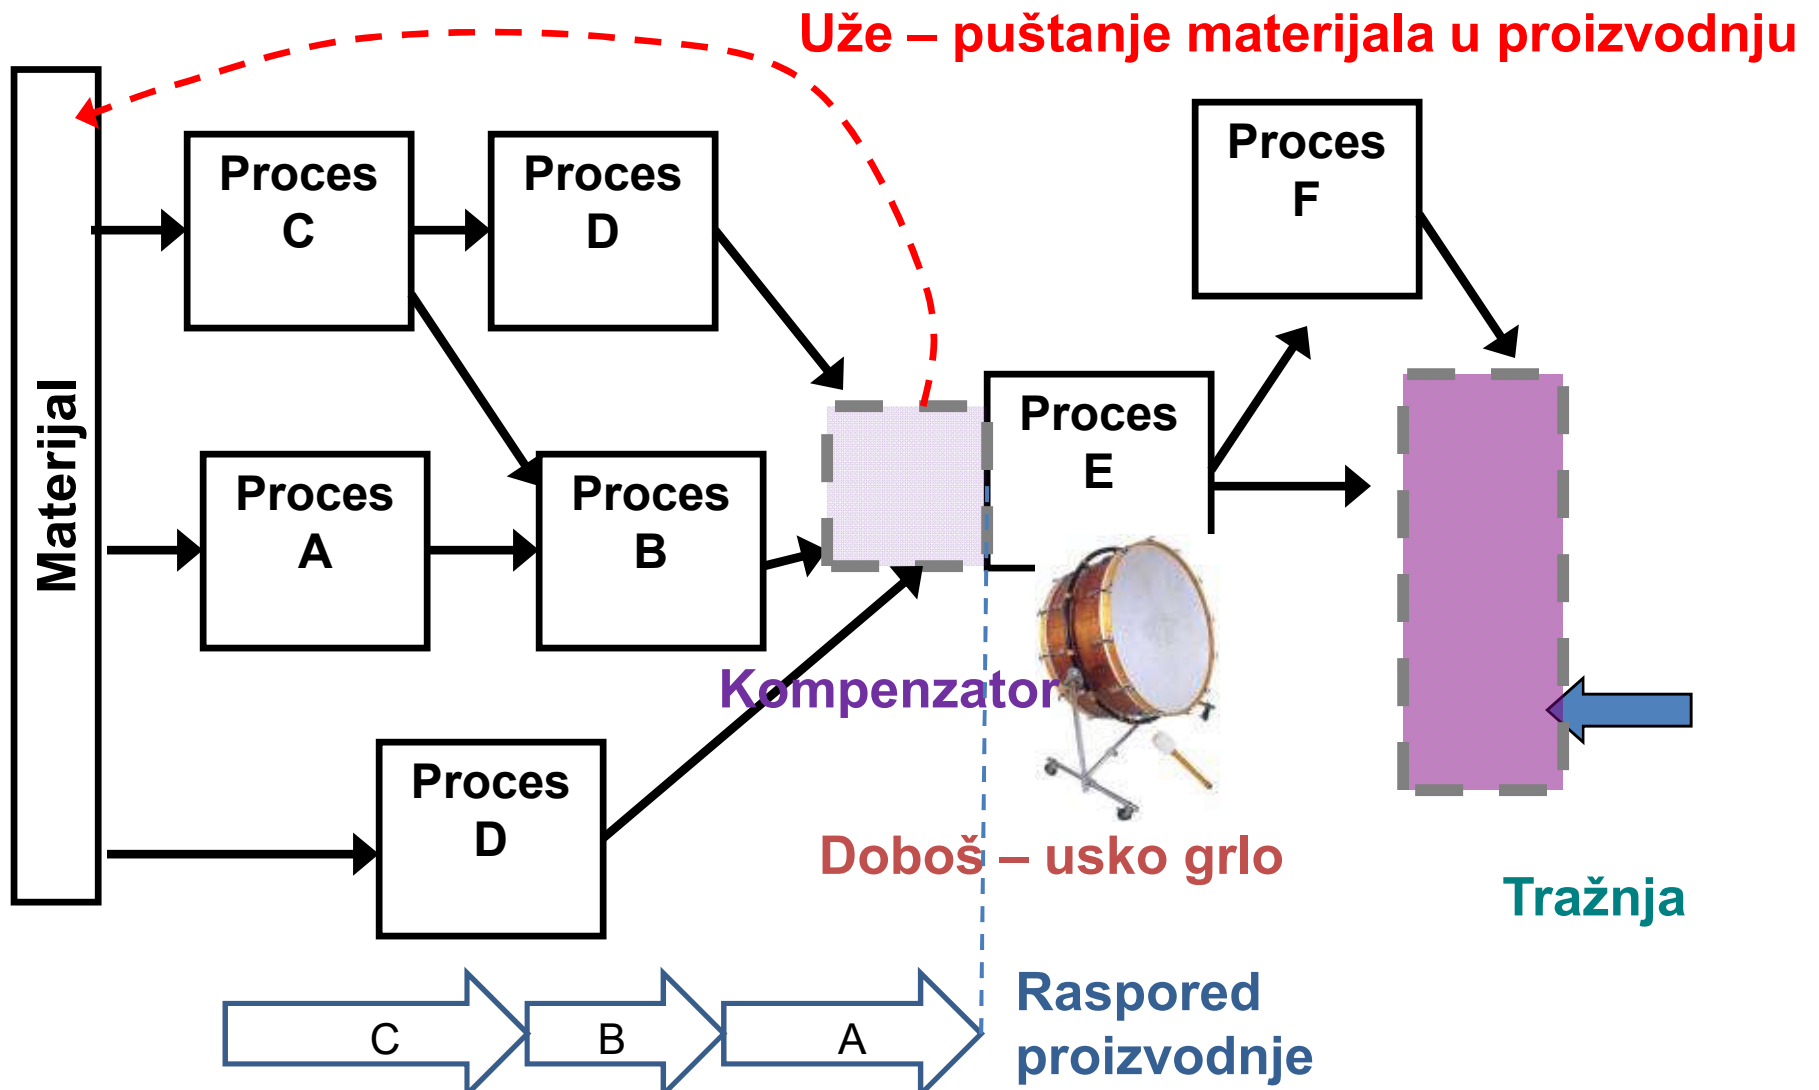 Uže – puštanje materijala u proizvodnju
Materijal
Proces
C
Proces
D
Proces
F
Proces
E
Proces
A
Proces
B
Kompenzator
Proces
D
Doboš – usko grlo
Tražnja
C
B
A
Raspored
proizvodnje